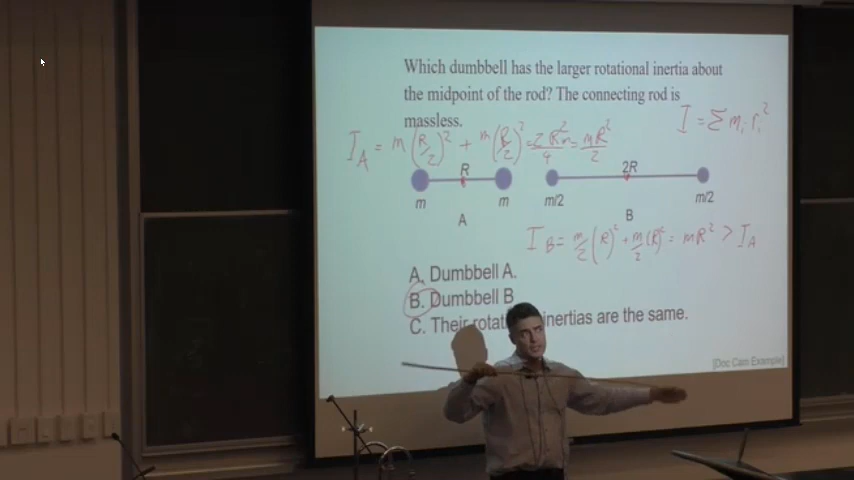 Which dumbbell has the larger rotational inertia about
the midpoint of the rod? The connecting rod is
massless.
I = Σ mᵢ rᵢ²
I_A = m(R/2)² + m(R/2)² = 2R²m/4 = mR²/2
R
2R
m m m/2 m/2
A
B
I_B = m/2 (R)² + m/2 (R)² = mR² > I_A
A. Dumbbell A.
B. Dumbbell B
C. Their inertias are the same.
[Doc Cam Example]